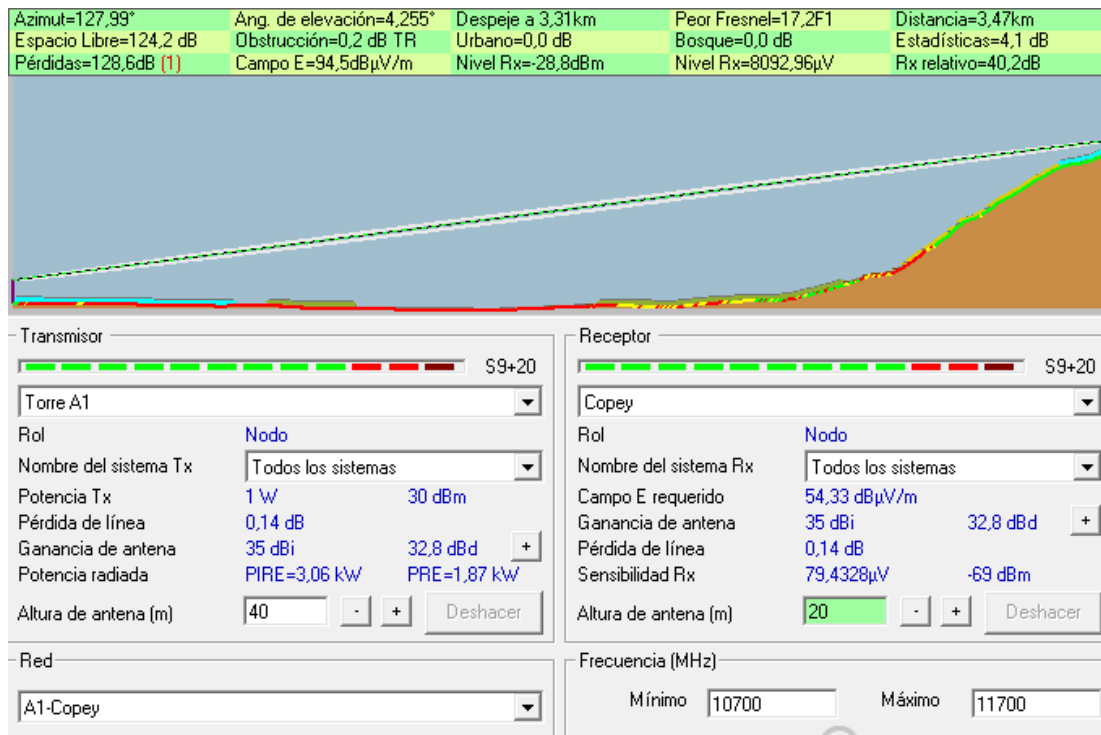 Azimut=127,99° Ang. de elevación=4,255° Despeje a 3,31km Peor Fresnel=17,2F1 Distancia=3,47km
Espacio Libre=124,2 dB Obstrucción=0,2 dB TR Urbano=0,0 dB Bosque=0,0 dB Estadísticas=4,1 dB
Pérdidas=128,6dB (1) Campo E=94,5dBµV/m Nivel Rx=-28,8dBm Nivel Rx=8092,96µV Rx relativo=40,2dB
Transmisor
S9+20
Torre A1
Rol Nodo
Nombre del sistema Tx Todos los sistemas
Potencia Tx 1 W 30 dBm
Pérdida de línea 0,14 dB
Ganancia de antena 35 dBi 32,8 dBd +
Potencia radiada PIRE=3,06 kW PRE=1,87 kW
Altura de antena (m) 40 - + Deshacer
Red
A1-Copey
Receptor
S9+20
Copey
Rol Nodo
Nombre del sistema Rx Todos los sistemas
Campo E requerido 54,33 dBµV/m
Ganancia de antena 35 dBi 32,8 dBd +
Pérdida de línea 0,14 dB
Sensibilidad Rx 79,4328µV -69 dBm
Altura de antena (m) 20 - + Deshacer
Frecuencia (MHz)
Mínimo 10700 Máximo 11700